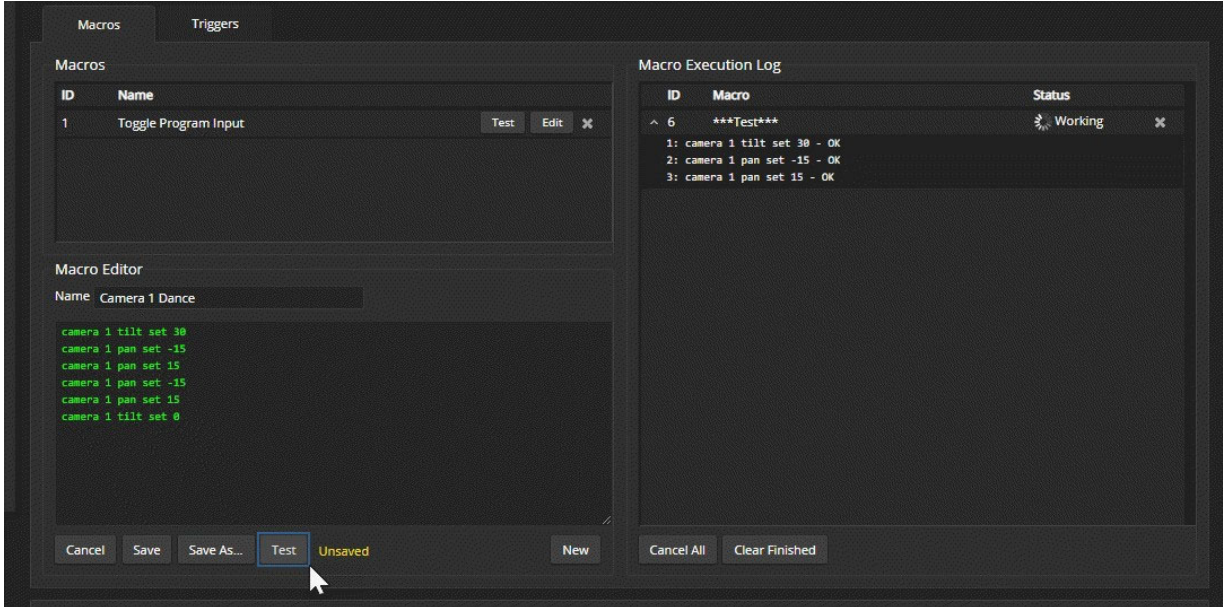 Macros Triggers
Macros
ID Name
1 Toggle Program Input Test Edit
Macro Editor
Name Camera 1 Dance
camera 1 tilt set 30
camera 1 pan set -15
camera 1 pan set 15
camera 1 pan set -15
camera 1 pan set 15
camera 1 tilt set 0
Cancel Save Save As... Test Unsaved New
Macro Execution Log
ID Macro Status
6 ***Test*** Working
1: camera 1 tilt set 30 - OK
2: camera 1 pan set -15 - OK
3: camera 1 pan set 15 - OK
Cancel All Clear Finished